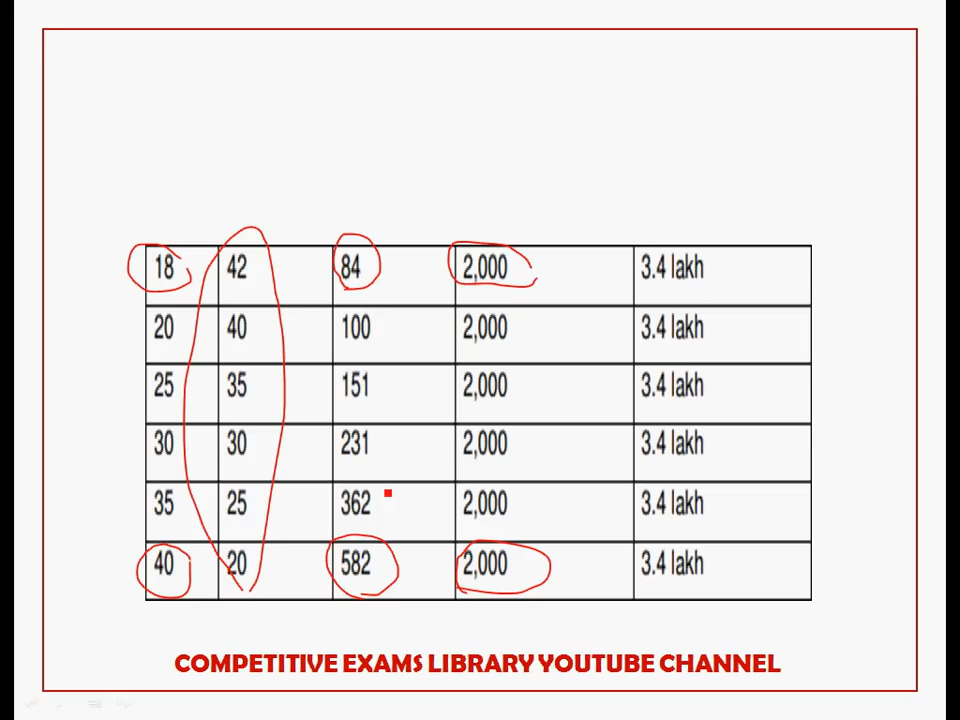 18 42 84 2,000 3.4 lakh
20 40 100 2,000 3.4 lakh
25 35 151 2,000 3.4 lakh
30 30 231 2,000 3.4 lakh
35 25 362 2,000 3.4 lakh
40 20 582 2,000 3.4 lakh
COMPETITIVE EXAMS LIBRARY YOUTUBE CHANNEL